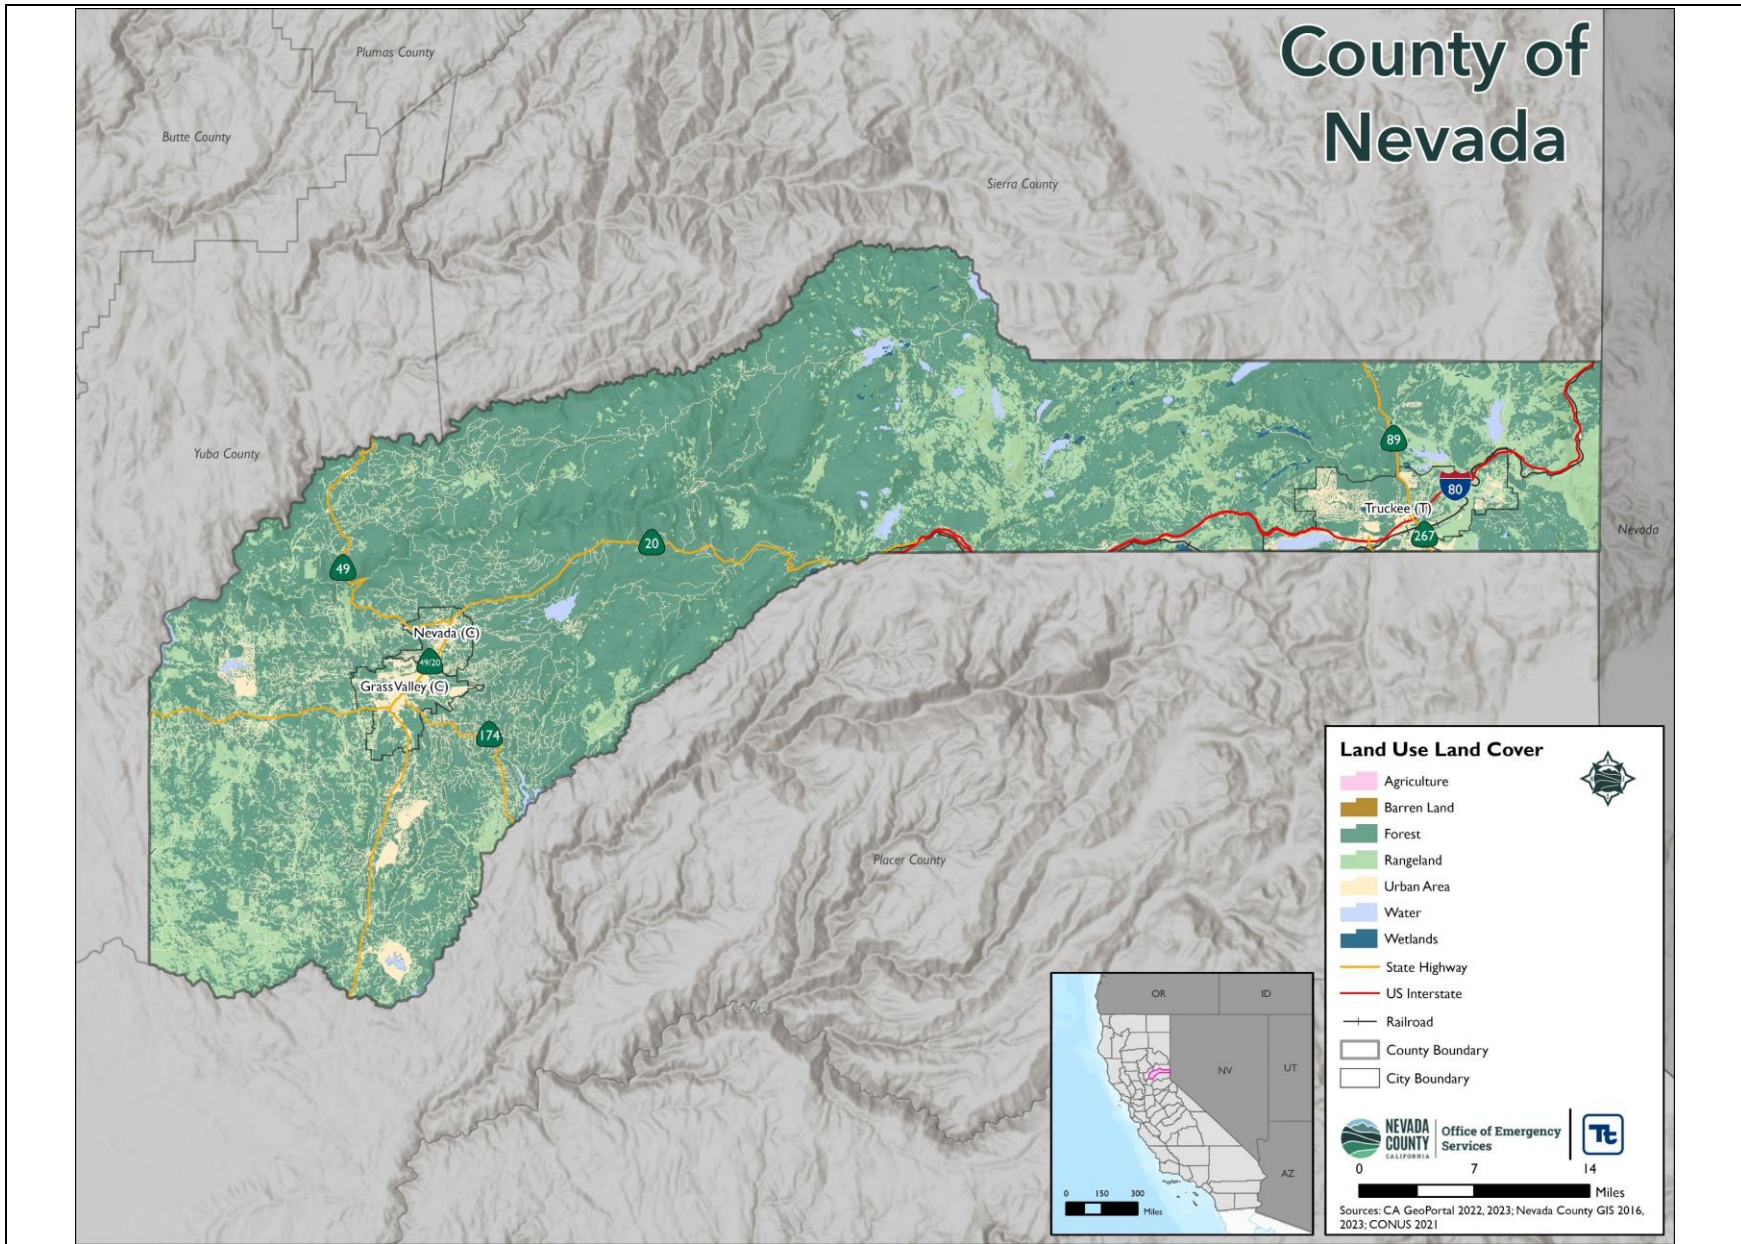 County of
Nevada
Plumas County
Butte County
Sierra County
Yuba County
89
80
Truckee (T)
267
Nevada
20
49
Nevada (C)
49/20
Grass Valley (C)
174
Placer County
Land Use Land Cover
Agriculture
Barren Land
Forest
Rangeland
Urban Area
Water
Wetlands
State Highway
US Interstate
Railroad
County Boundary
City Boundary
NEVADA
COUNTY
CALIFORNIA
Office of Emergency
Services
Tt
0 7 14
Miles
Sources: CA GeoPortal 2022, 2023; Nevada County GIS 2016,
2023; CONUS 2021
OR ID
NV UT
AZ
0 150 300
Miles